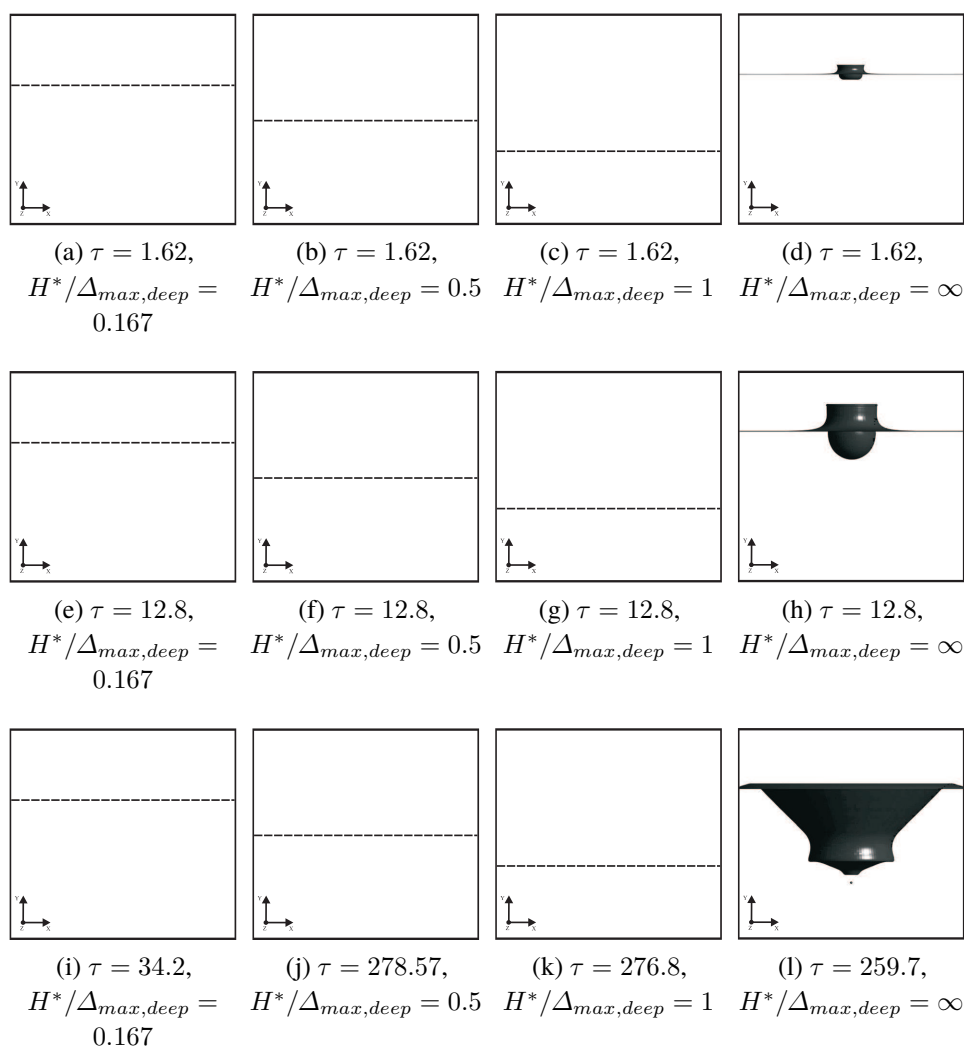 Y Z X
Y Z X
Y Z X
Y Z X
(a) τ = 1.62,
H*/Δmax,deep =
0.167
(b) τ = 1.62,
H*/Δmax,deep = 0.5
(c) τ = 1.62,
H*/Δmax,deep = 1
(d) τ = 1.62,
H*/Δmax,deep = ∞
Y Z X
Y Z X
Y Z X
Y Z X
(e) τ = 12.8,
H*/Δmax,deep =
0.167
(f) τ = 12.8,
H*/Δmax,deep = 0.5
(g) τ = 12.8,
H*/Δmax,deep = 1
(h) τ = 12.8,
H*/Δmax,deep = ∞
Y Z X
Y Z X
Y Z X
Y Z X
(i) τ = 34.2,
H*/Δmax,deep =
0.167
(j) τ = 278.57,
H*/Δmax,deep = 0.5
(k) τ = 276.8,
H*/Δmax,deep = 1
(l) τ = 259.7,
H*/Δmax,deep = ∞